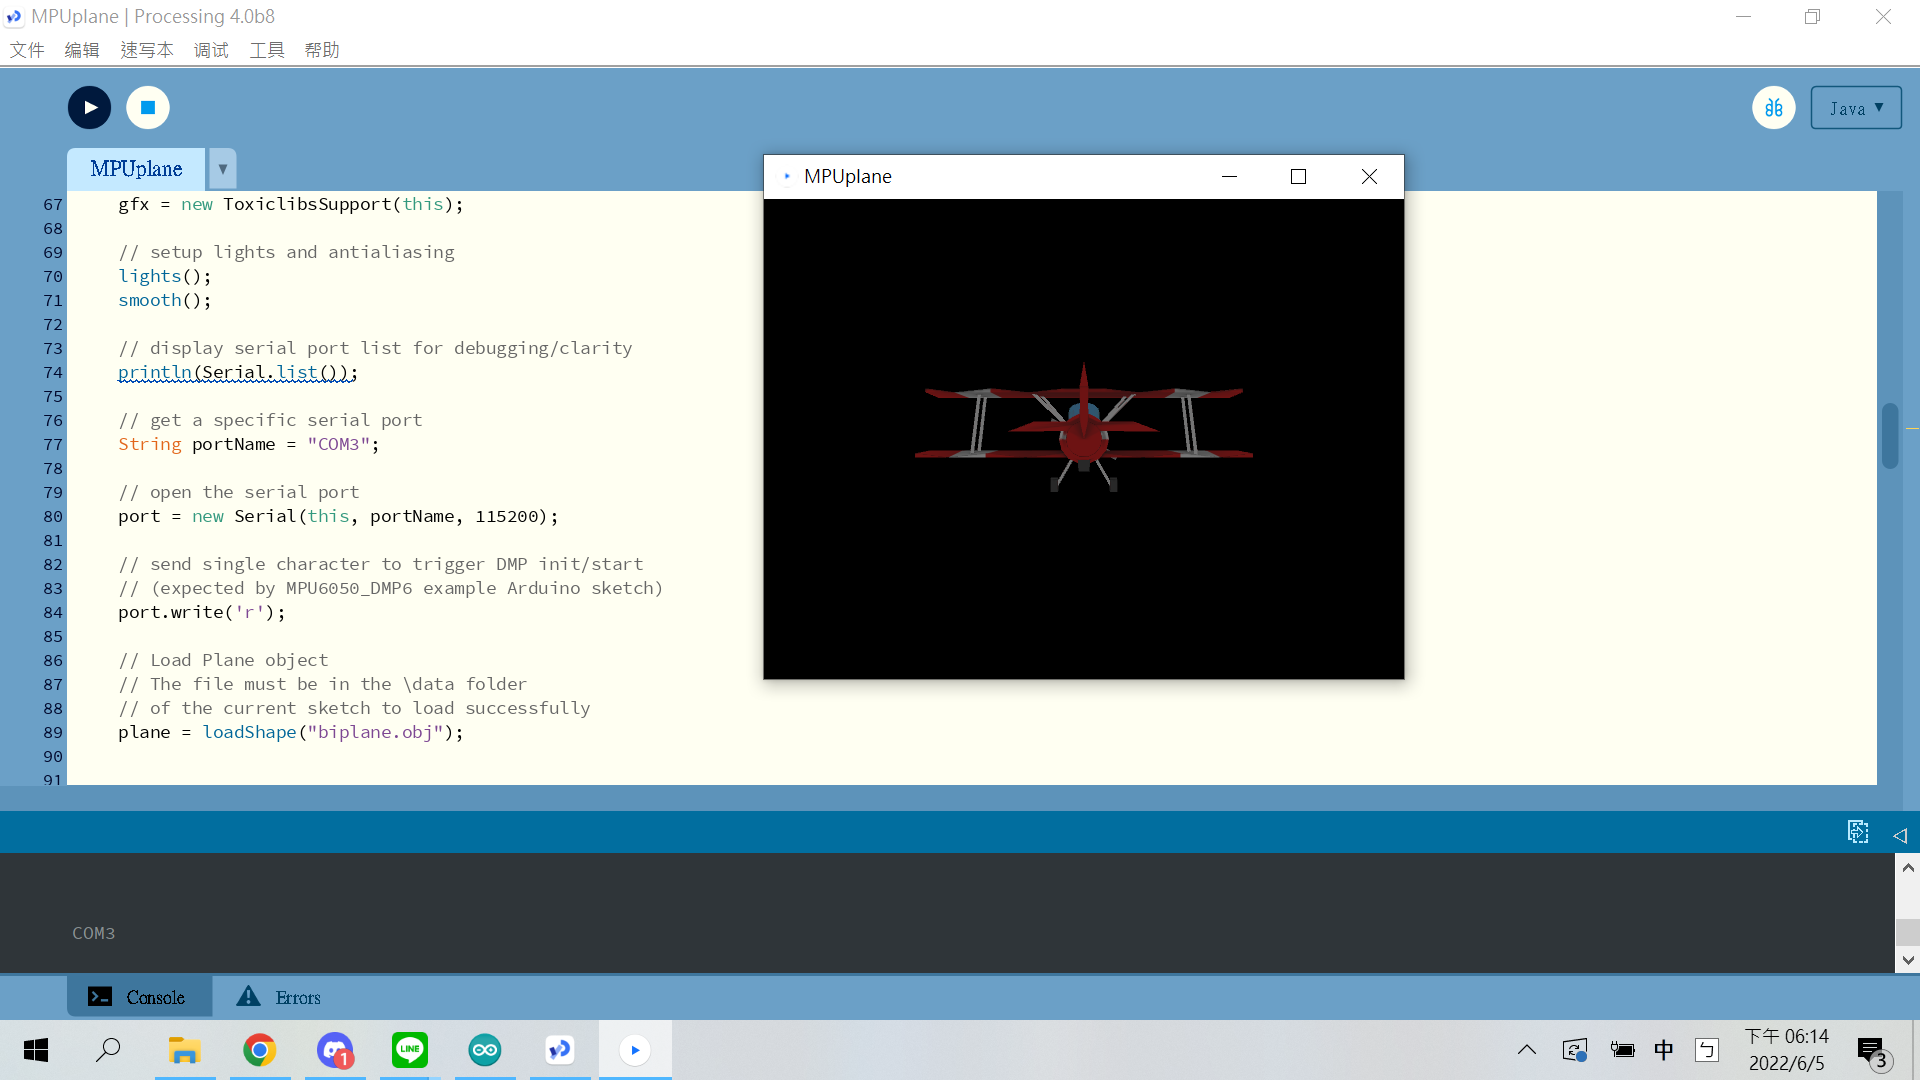 MPUplane | Processing 4.0b8
文件 编辑 速写本 调试 工具 帮助
Java ▼
MPUplane ▼
67 gfx = new ToxiclibsSupport(this);
68
69 // setup lights and antialiasing
70 lights();
71 smooth();
72
73 // display serial port list for debugging/clarity
74 println(Serial.list());
75
76 // get a specific serial port
77 String portName = "COM3";
78
79 // open the serial port
80 port = new Serial(this, portName, 115200);
81
82 // send single character to trigger DMP init/start
83 // (expected by MPU6050_DMP6 example Arduino sketch)
84 port.write('r');
85
86 // Load Plane object
87 // The file must be in the \data folder
88 // of the current sketch to load successfully
89 plane = loadShape("biplane.obj");
90
91
MPUplane
COM3
Console Errors
1
LINE
中 ㄅ
下午 06:14
2022/6/5
3